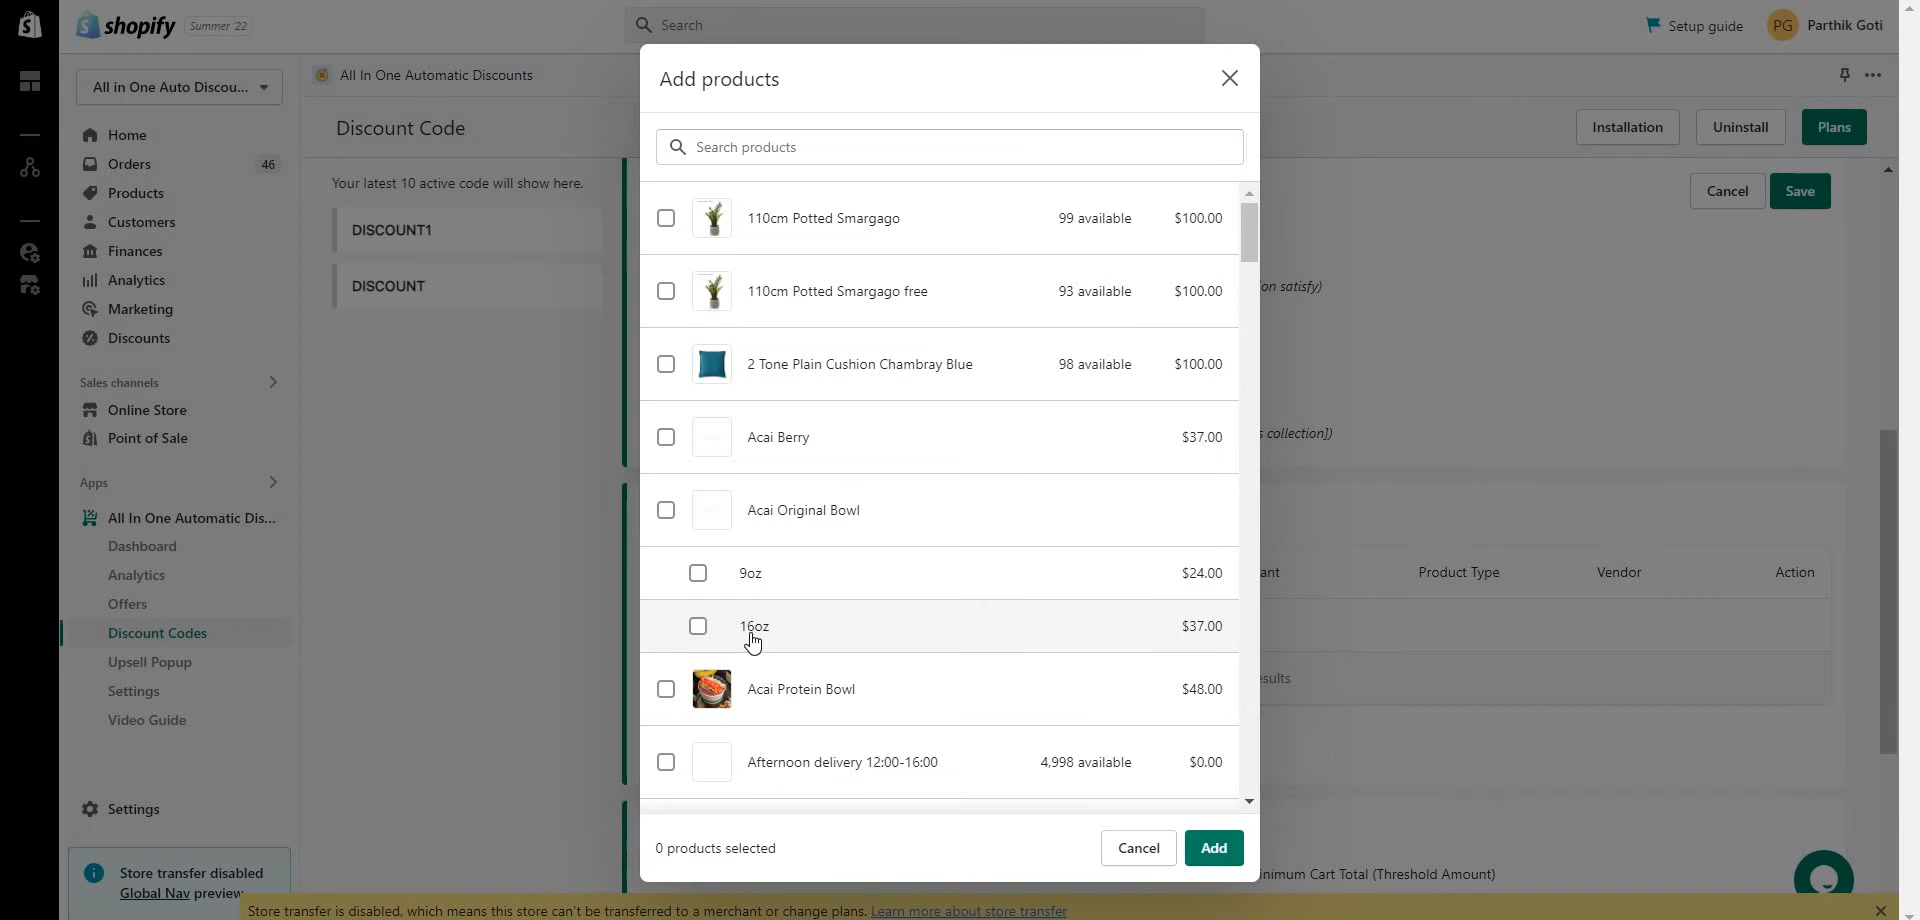 shopify Summer '22
Search
Setup guide
PG Parthik Goti
All in One Auto Discou...
Home
Orders 46
Products
Customers
Finances
Analytics
Marketing
Discounts
Sales channels
Online Store
Point of Sale
Apps
All In One Automatic Dis...
Dashboard
Analytics
Offers
Discount Codes
Upsell Popup
Settings
Video Guide
Settings
Store transfer disabled
Global Nav preview
All In One Automatic Discounts
Discount Code
Installation Uninstall Plans
Your latest 10 active code will show here.
DISCOUNT1
DISCOUNT
Cancel Save
on satisfy)
s collection])
ant Product Type Vendor Action
esults
nimum Cart Total (Threshold Amount)
Add products
Search products
110cm Potted Smargago 99 available $100.00
110cm Potted Smargago free 93 available $100.00
2 Tone Plain Cushion Chambray Blue 98 available $100.00
Acai Berry $37.00
Acai Original Bowl
9oz $24.00
16oz $37.00
Acai Protein Bowl $48.00
Afternoon delivery 12:00-16:00 4,998 available $0.00
0 products selected Cancel Add
Store transfer is disabled, which means this store can't be transferred to a merchant or change plans. Learn more about store transfer